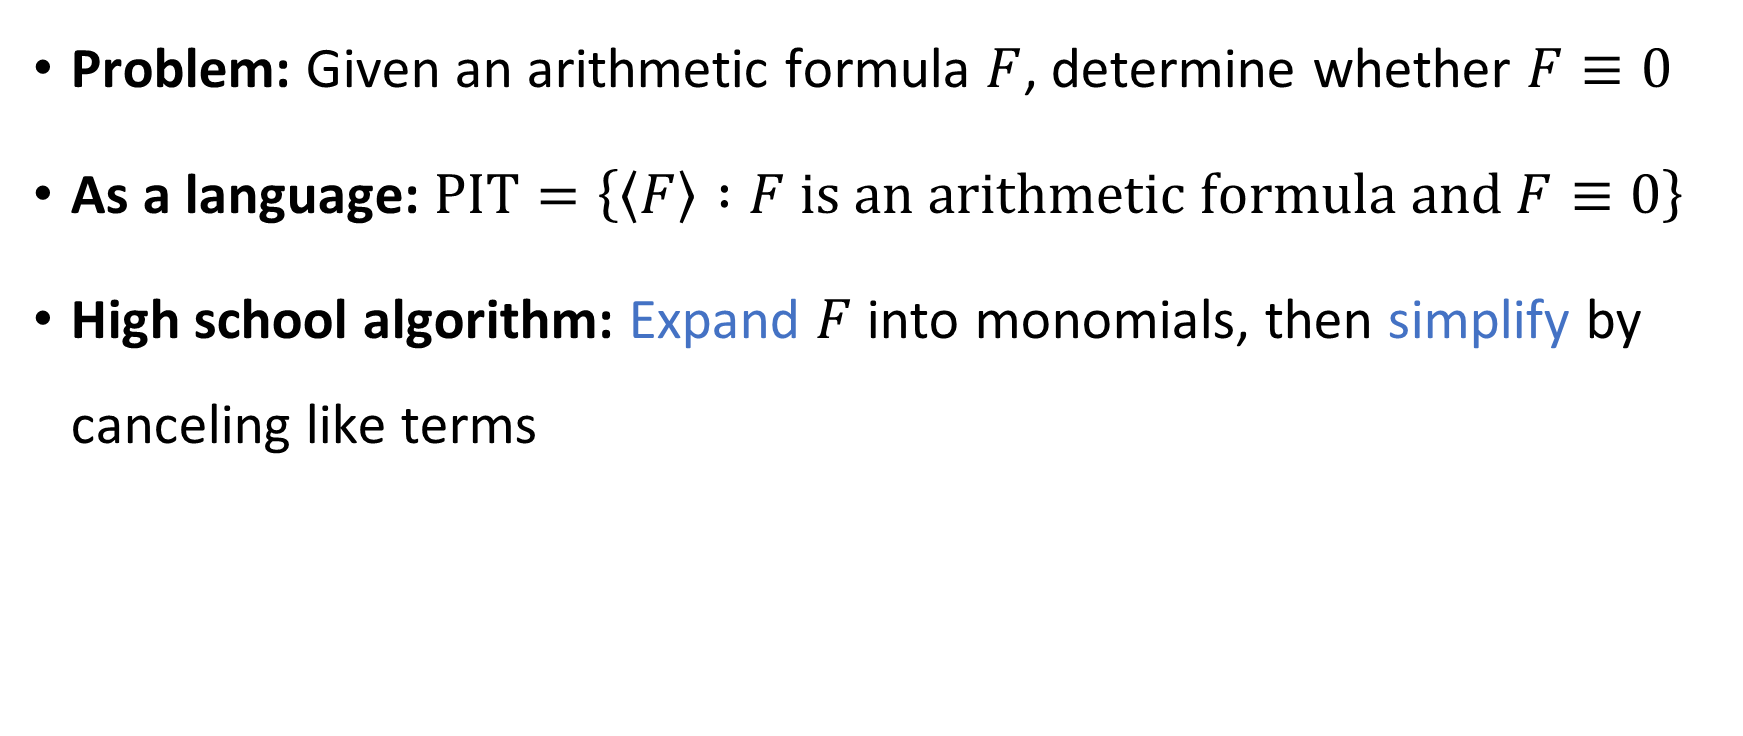 • Problem: Given an arithmetic formula 𝐹, determine whether 𝐹 ≡ 0
• As a language: PIT = {⟨𝐹⟩ : 𝐹 is an arithmetic formula and 𝐹 ≡ 0}
• High school algorithm: Expand 𝐹 into monomials, then simplify by
canceling like terms